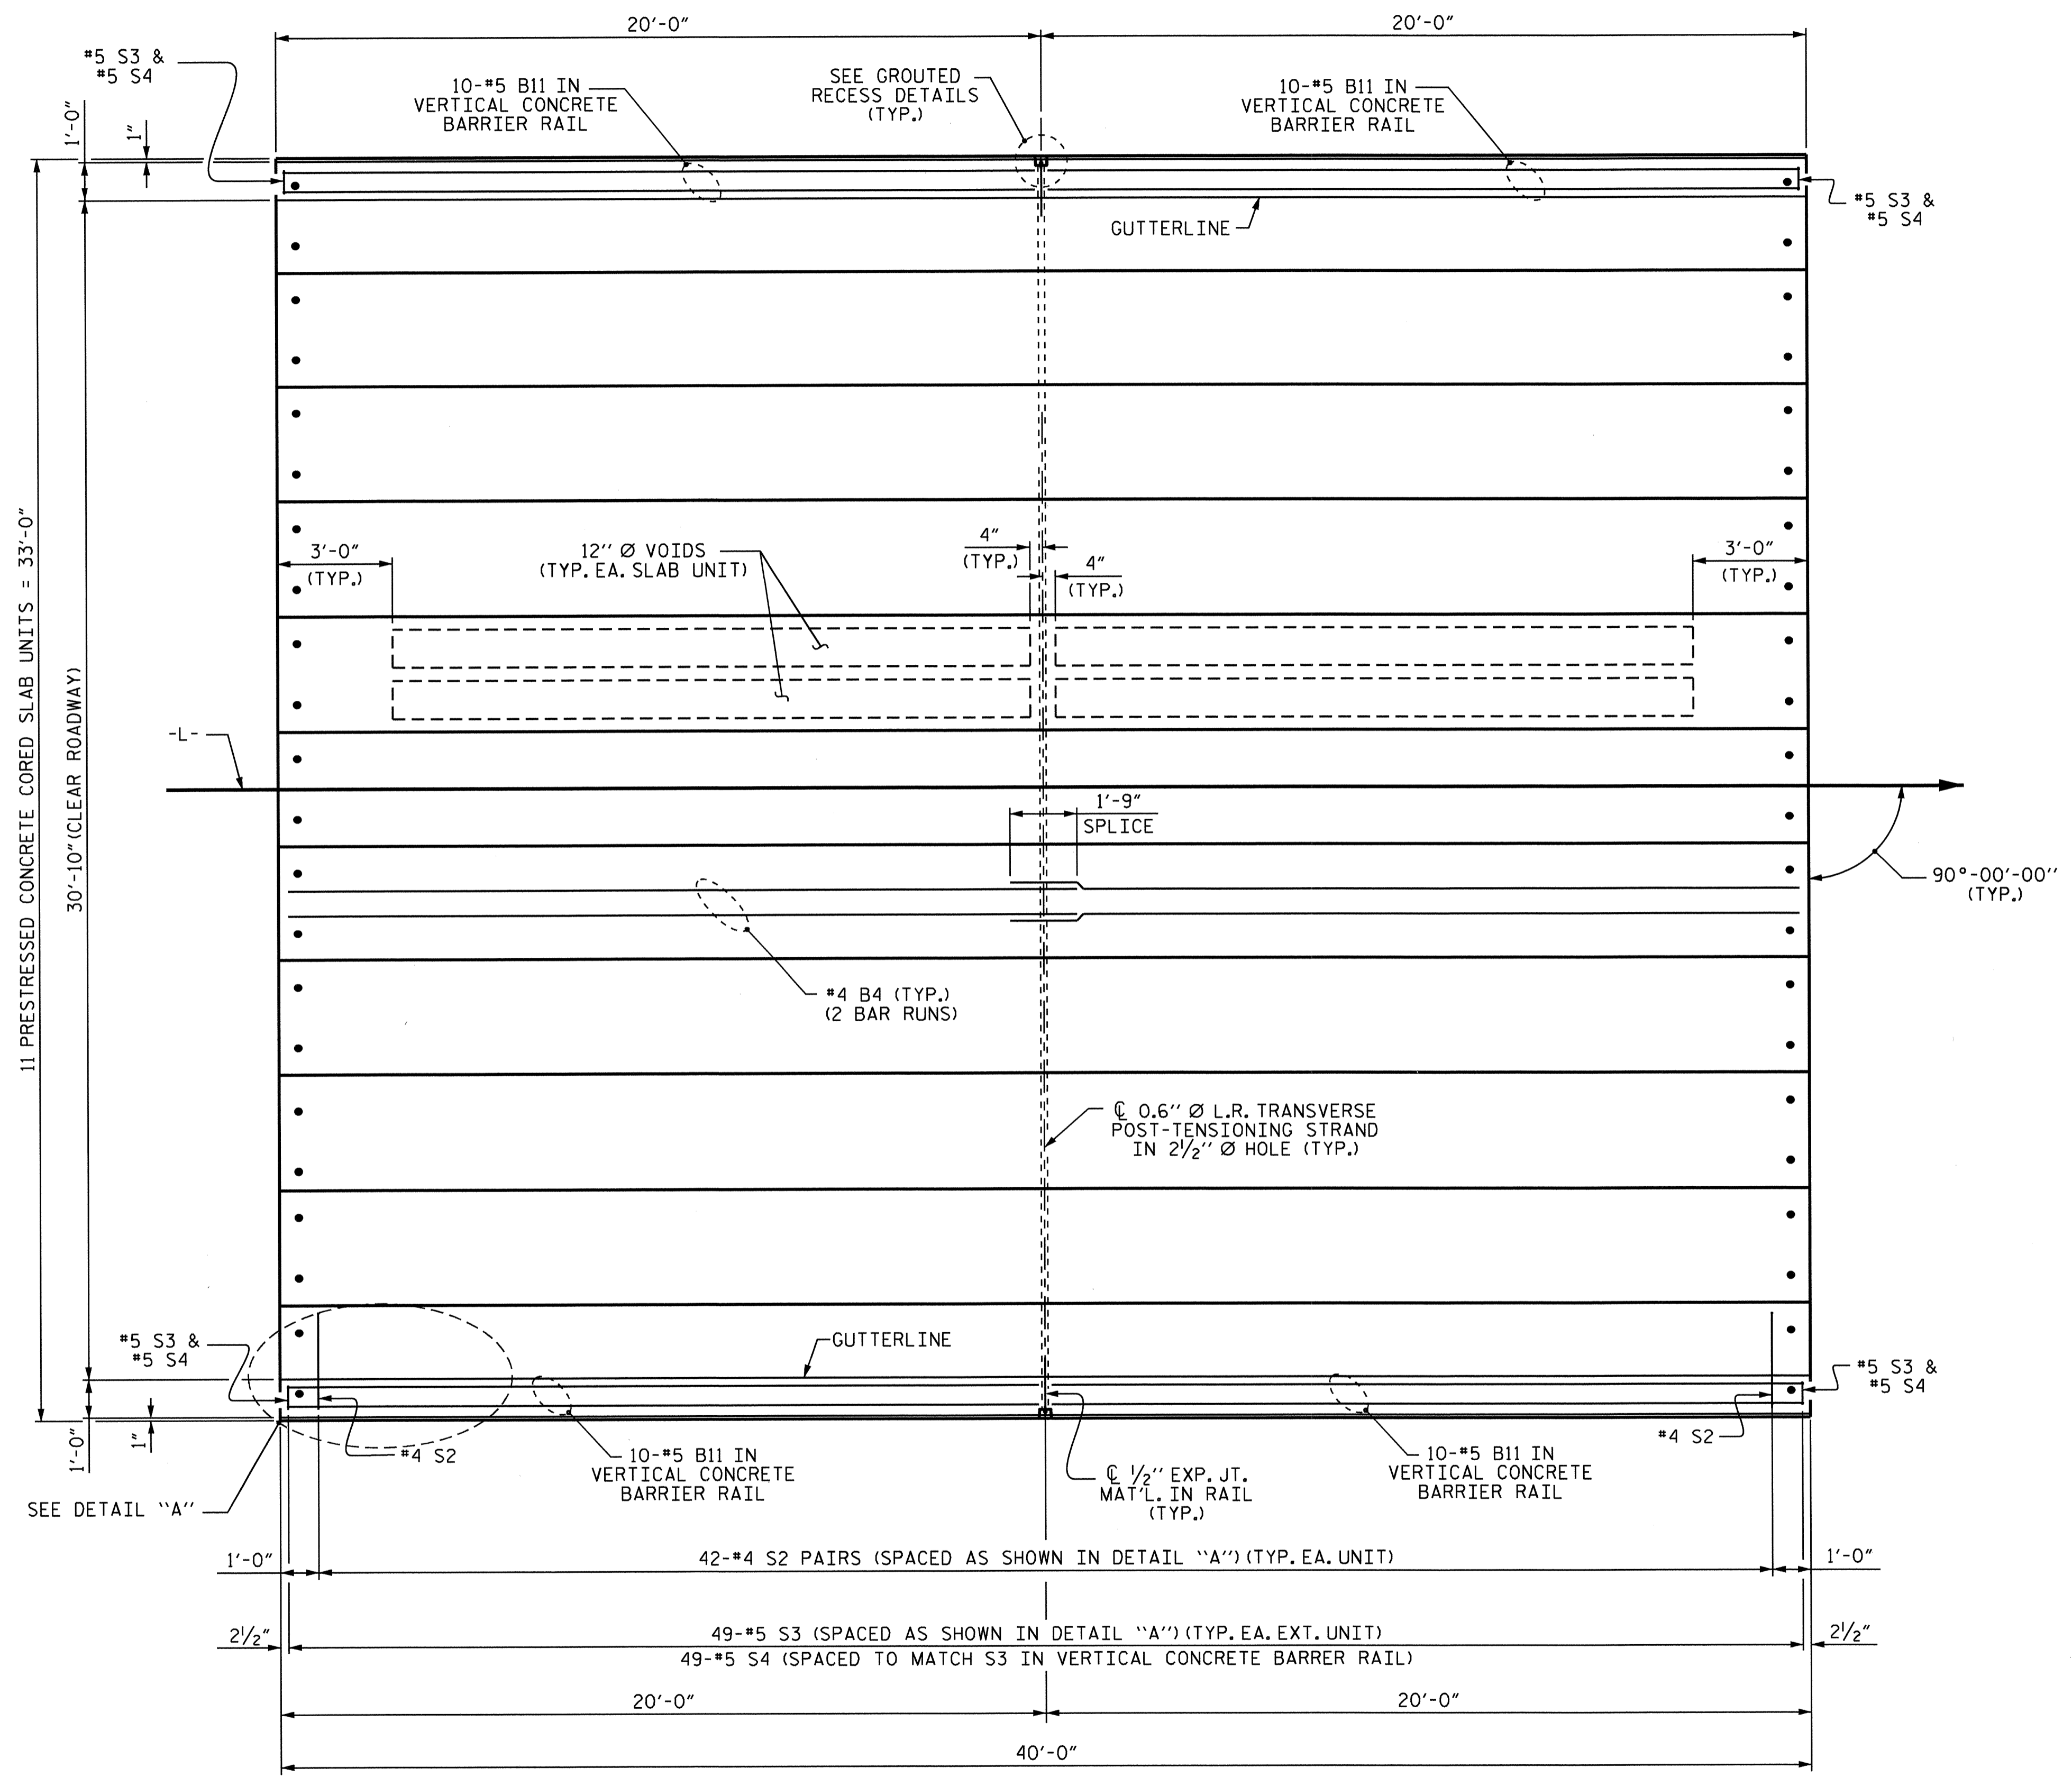 20'-0"
20'-0"
#5 S3 &
#5 S4
10-#5 B11 IN
VERTICAL CONCRETE
BARRIER RAIL
SEE GROUTED
RECESS DETAILS
(TYP.)
10-#5 B11 IN
VERTICAL CONCRETE
BARRIER RAIL
1'-0"
1"
#5 S3 &
#5 S4
GUTTERLINE
11 PRESTRESSED CONCRETE CORED SLAB UNITS = 33'-0"
30'-10" (CLEAR ROADWAY)
3'-0"
(TYP.)
12" Ø VOIDS
(TYP. EA. SLAB UNIT)
4"
(TYP.)
4"
(TYP.)
3'-0"
(TYP.)
-L-
1'-9"
SPLICE
90°-00'-00"
(TYP.)
#4 B4 (TYP.)
(2 BAR RUNS)
℄ 0.6" Ø L.R. TRANSVERSE
POST-TENSIONING STRAND
IN 2½" Ø HOLE (TYP.)
#5 S3 &
#5 S4
GUTTERLINE
#5 S3 &
#5 S4
1'-0"
1"
#4 S2
#4 S2
10-#5 B11 IN
VERTICAL CONCRETE
BARRIER RAIL
℄ ½" EXP. JT.
MAT'L. IN RAIL
(TYP.)
10-#5 B11 IN
VERTICAL CONCRETE
BARRIER RAIL
SEE DETAIL "A"
1'-0"
42-#4 S2 PAIRS (SPACED AS SHOWN IN DETAIL "A") (TYP. EA. UNIT)
1'-0"
2½"
49-#5 S3 (SPACED AS SHOWN IN DETAIL "A") (TYP. EA. EXT. UNIT)
49-#5 S4 (SPACED TO MATCH S3 IN VERTICAL CONCRETE BARRER RAIL)
2½"
20'-0"
20'-0"
40'-0"